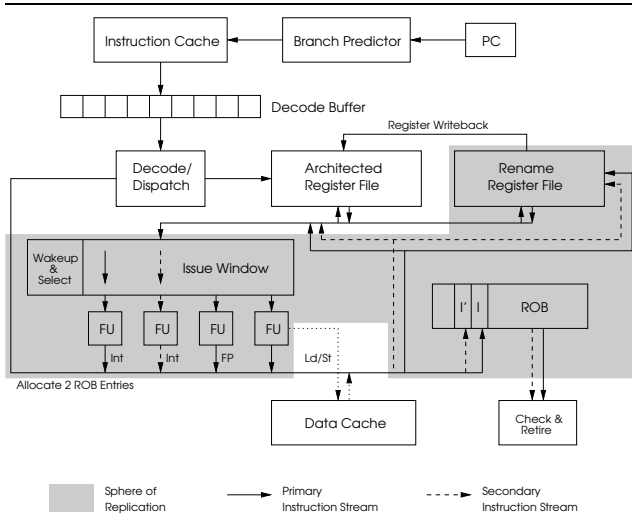 Instruction Cache
Branch Predictor
PC
Decode Buffer
Register Writeback
Decode/
Dispatch
Architected
Register File
Rename
Register File
Wakeup
&
Select
Issue Window
I'
I
ROB
FU
FU
FU
FU
Int
Int
FP
Ld/St
Allocate 2 ROB Entries
Data Cache
Check &
Retire
Sphere of
Replication
Primary
Instruction Stream
Secondary
Instruction Stream